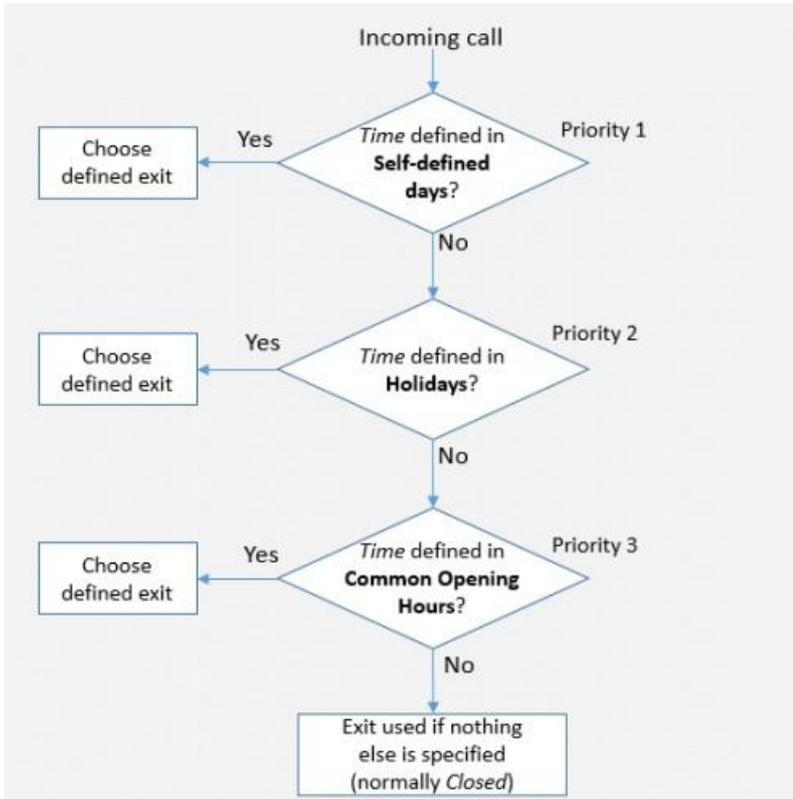 Incoming call
Time defined in
Self-defined
days?
Priority 1
Yes
Choose
defined exit
No
Time defined in
Holidays?
Priority 2
Yes
Choose
defined exit
No
Time defined in
Common Opening
Hours?
Priority 3
Yes
Choose
defined exit
No
Exit used if nothing
else is specified
(normally Closed)